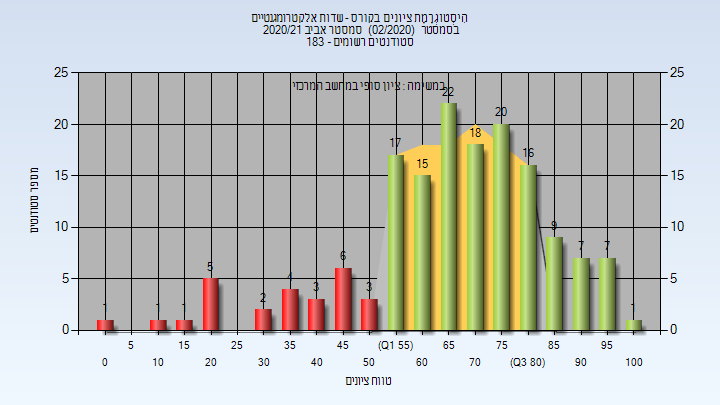 היסטוגרמת ציונים בקורס - שדות אלקטרומגנטיים
בסמסטר (02/2020) סמסטר אביב 2020/21
סטודנטים רשומים - 183
במשימה : ציון סופי במחשב המרכזי
מספר סטודנטים
25 25
20 20
15 15
10 10
5 5
0 0
1 1 1 5 2 4 3 6 3 17 15 22 18 20 16 9 7 7 1
5 15 25 35 45 (Q1 55) 65 75 85 95
0 10 20 30 40 50 60 70 (Q3 80) 90 100
טווח ציונים